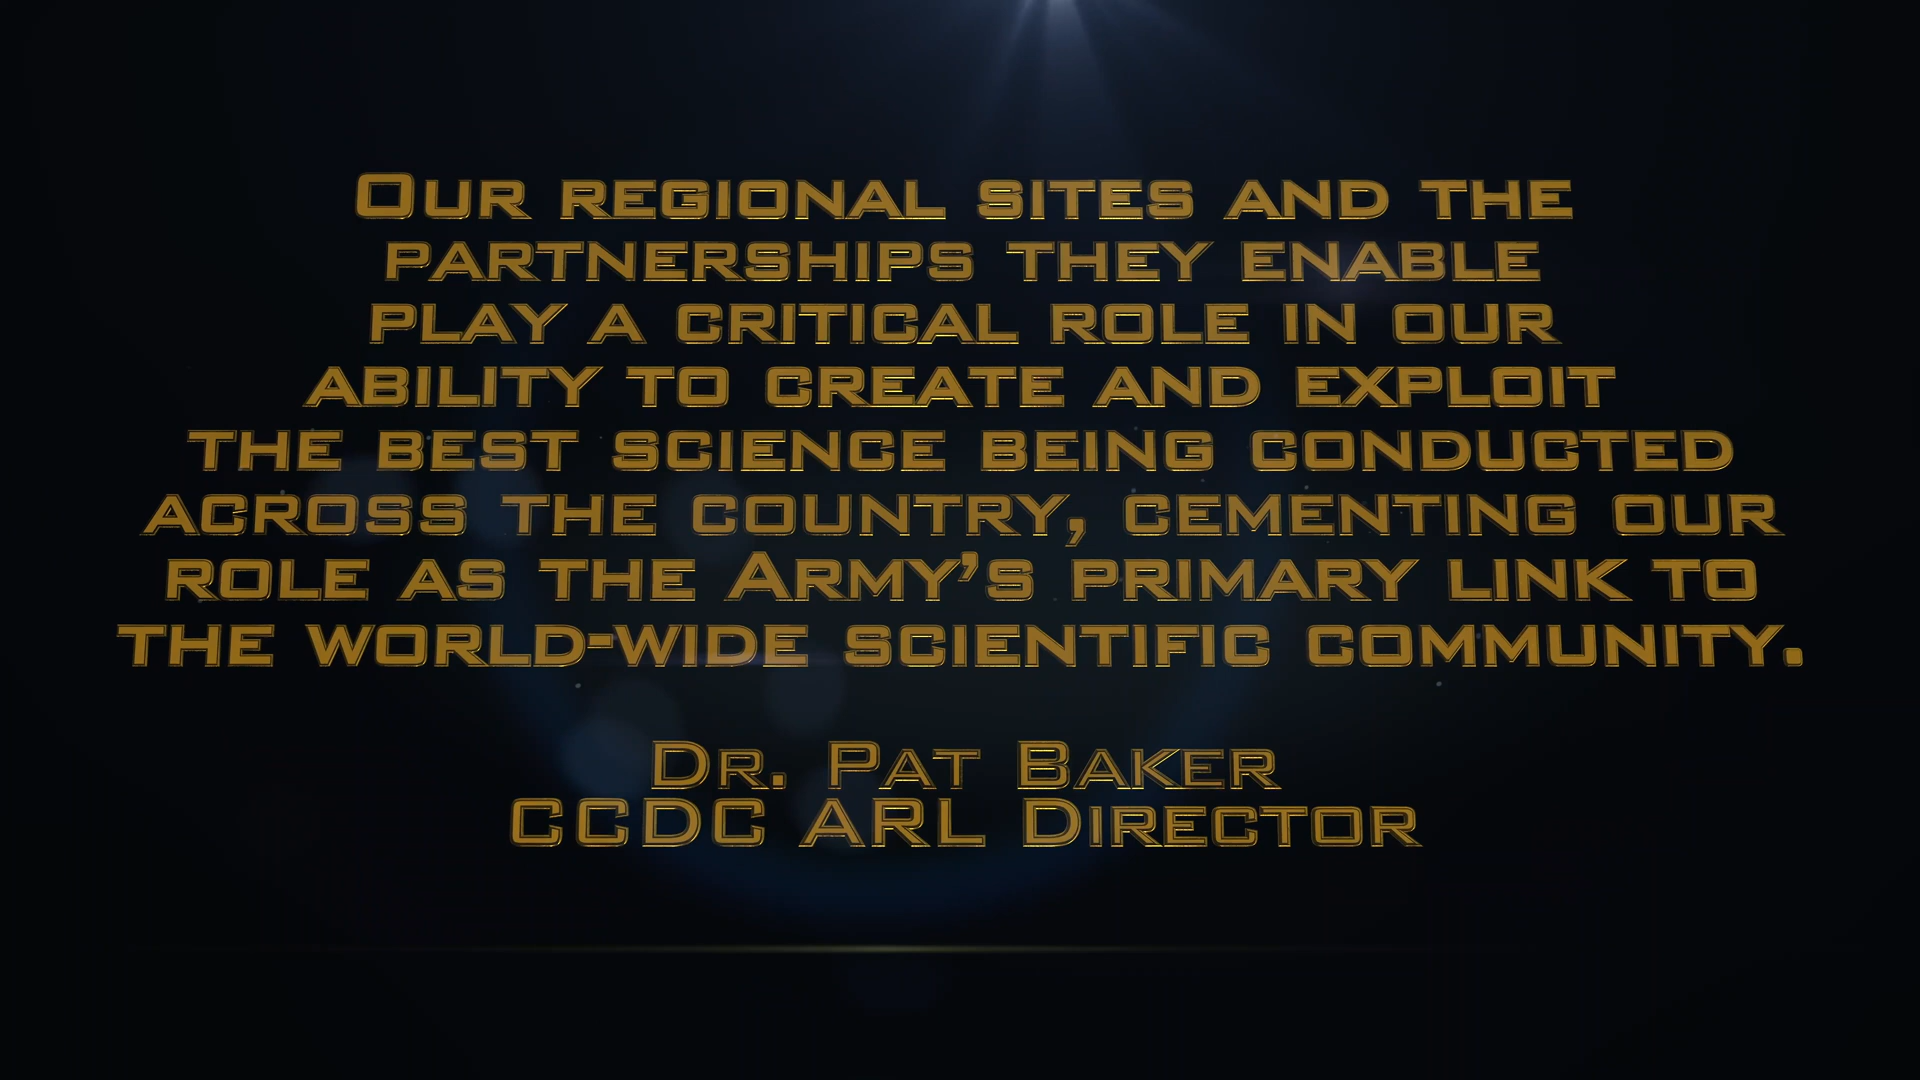 Our regional sites and the
partnerships they enable
play a critical role in our
ability to create and exploit
the best science being conducted
across the country, cementing our
role as the Army’s primary link to
the world-wide scientific community.
Dr. Pat Baker
CCDC ARL Director